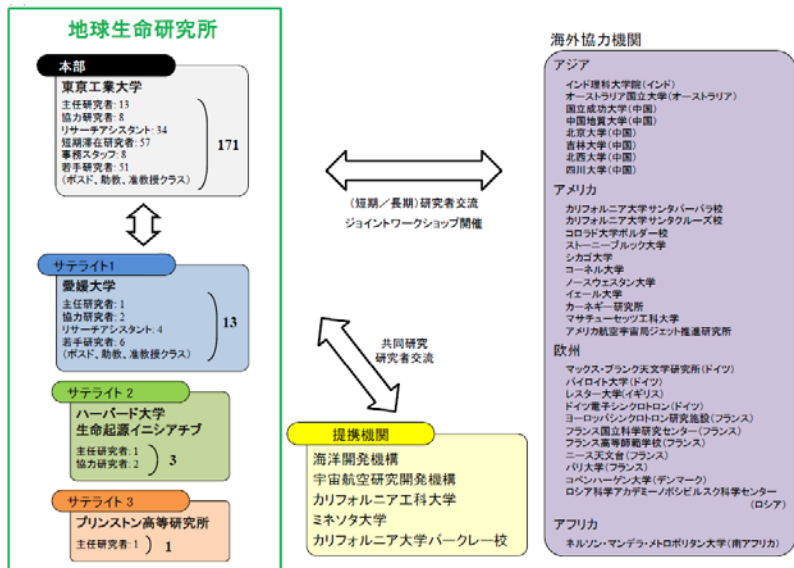 地球生命研究所
本部
東京工業大学
主任研究者: 13
協力研究者: 8
リサーチアシスタント: 34
短期滞在研究者: 57
事務スタッフ: 8
若手研究者: 51
(ポスド、助教、准教授クラス)
171
サテライト1
愛媛大学
主任研究者: 1
協力研究者: 2
リサーチアシスタント: 4
若手研究者: 6
(ポスド、助教、准教授クラス)
13
サテライト 2
ハーバード大学
生命起源イニシアチブ
主任研究者: 1
協力研究者: 2
3
サテライト 3
プリンストン高等研究所
主任研究者: 1
1
(短期/長期)研究者交流
ジョイントワークショップ開催
共同研究
研究者交流
提携機関
海洋開発機構
宇宙航空研究開発機構
カリフォルニア工科大学
ミネソタ大学
カリフォルニア大学バークレー校
海外協力機関
アジア
インド理科大学院(インド)
オーストラリア国立大学(オーストラリア)
国立成功大学(中国)
中国地質大学(中国)
北京大学(中国)
吉林大学(中国)
北西大学(中国)
四川大学(中国)
アメリカ
カリフォルニア大学サンタバーバラ校
カリフォルニア大学サンタクルーズ校
コロラド大学ボルダー校
ストーニーブルック大学
シカゴ大学
コーネル大学
ノースウェスタン大学
イェール大学
カーネギー研究所
マサチューセッツ工科大学
アメリカ航空宇宙局ジェット推進研究所
欧州
マックス・プランク天文学研究所(ドイツ)
バイロイト大学(ドイツ)
レスター大学(イギリス)
ドイツ電子シンクロトロン(ドイツ)
ヨーロッパシンクロトロン研究施設(フランス)
フランス国立科学研究センター(フランス)
フランス高等師範学校(フランス)
ニース天文台(フランス)
パリ大学(フランス)
コペンハーゲン大学(デンマーク)
ロシア科学アカデミーノボシビルスク科学センター
(ロシア)
アフリカ
ネルソン・マンデラ・メトロポリタン大学(南アフリカ)